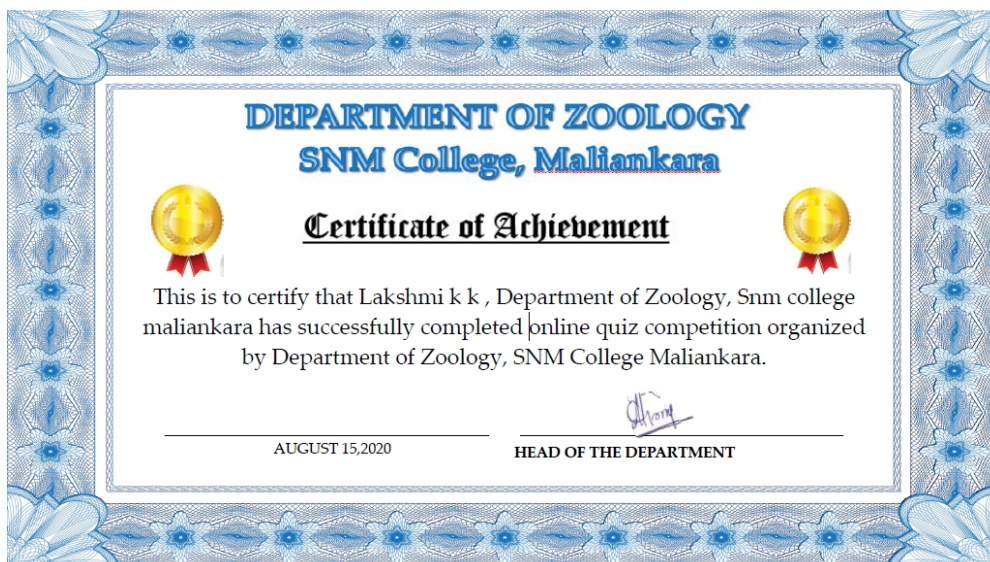 DEPARTMENT OF ZOOLOGY
SNM College, Maliankara
Certificate of Achievement
This is to certify that Lakshmi k k , Department of Zoology, Snm college
maliankara has successfully completed online quiz competition organized
by Department of Zoology, SNM College Maliankara.
AUGUST 15,2020
HEAD OF THE DEPARTMENT